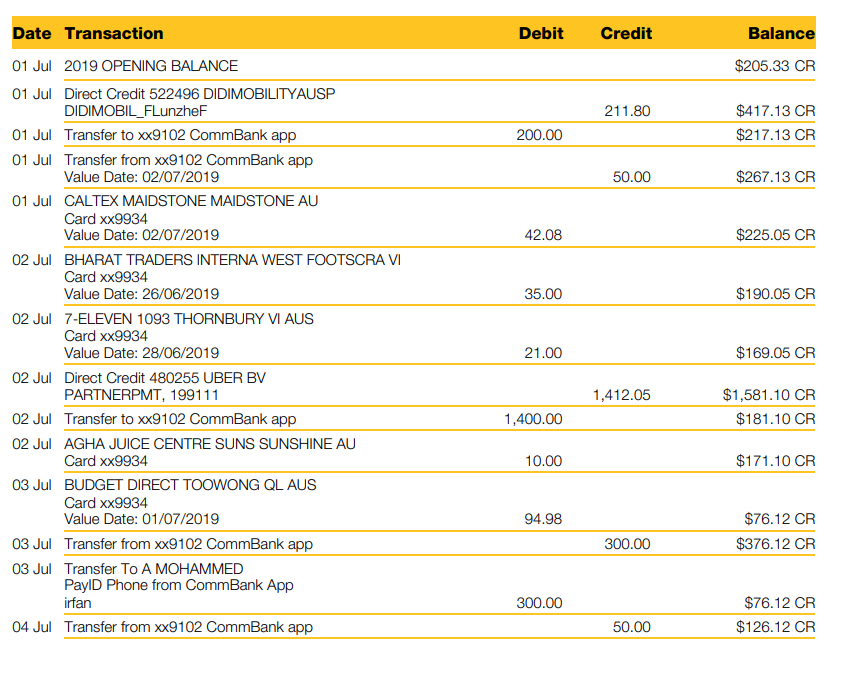 Date Transaction Debit Credit Balance
01 Jul 2019 OPENING BALANCE $205.33 CR
01 Jul Direct Credit 522496 DIDIMOBILITYAUSP
DIDIMOBIL_FLunzheF 211.80 $417.13 CR
01 Jul Transfer to xx9102 CommBank app 200.00 $217.13 CR
01 Jul Transfer from xx9102 CommBank app
Value Date: 02/07/2019 50.00 $267.13 CR
01 Jul CALTEX MAIDSTONE MAIDSTONE AU
Card xx9934
Value Date: 02/07/2019 42.08 $225.05 CR
02 Jul BHARAT TRADERS INTERNA WEST FOOTSCRA VI
Card xx9934
Value Date: 26/06/2019 35.00 $190.05 CR
02 Jul 7-ELEVEN 1093 THORNBURY VI AUS
Card xx9934
Value Date: 28/06/2019 21.00 $169.05 CR
02 Jul Direct Credit 480255 UBER BV
PARTNERPMT, 199111 1,412.05 $1,581.10 CR
02 Jul Transfer to xx9102 CommBank app 1,400.00 $181.10 CR
02 Jul AGHA JUICE CENTRE SUNS SUNSHINE AU
Card xx9934 10.00 $171.10 CR
03 Jul BUDGET DIRECT TOOWONG QL AUS
Card xx9934
Value Date: 01/07/2019 94.98 $76.12 CR
03 Jul Transfer from xx9102 CommBank app 300.00 $376.12 CR
03 Jul Transfer To A MOHAMMED
PayID Phone from CommBank App
irfan 300.00 $76.12 CR
04 Jul Transfer from xx9102 CommBank app 50.00 $126.12 CR